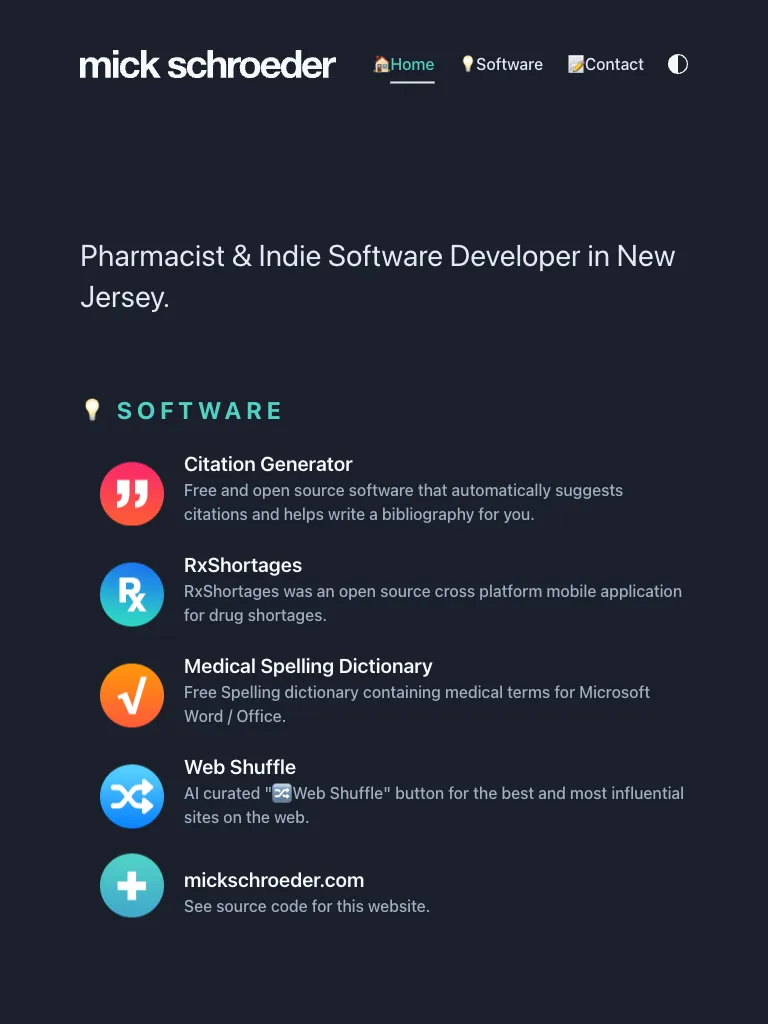 mick schroeder
🏠Home
💡Software
📝Contact
Pharmacist & Indie Software Developer in New
Jersey.
💡 SOFTWARE
Citation Generator
Free and open source software that automatically suggests
citations and helps write a bibliography for you.
Rx
RxShortages
RxShortages was an open source cross platform mobile application
for drug shortages.
Medical Spelling Dictionary
Free Spelling dictionary containing medical terms for Microsoft
Word / Office.
Web Shuffle
AI curated "🔀Web Shuffle" button for the best and most influential
sites on the web.
mickschroeder.com
See source code for this website.